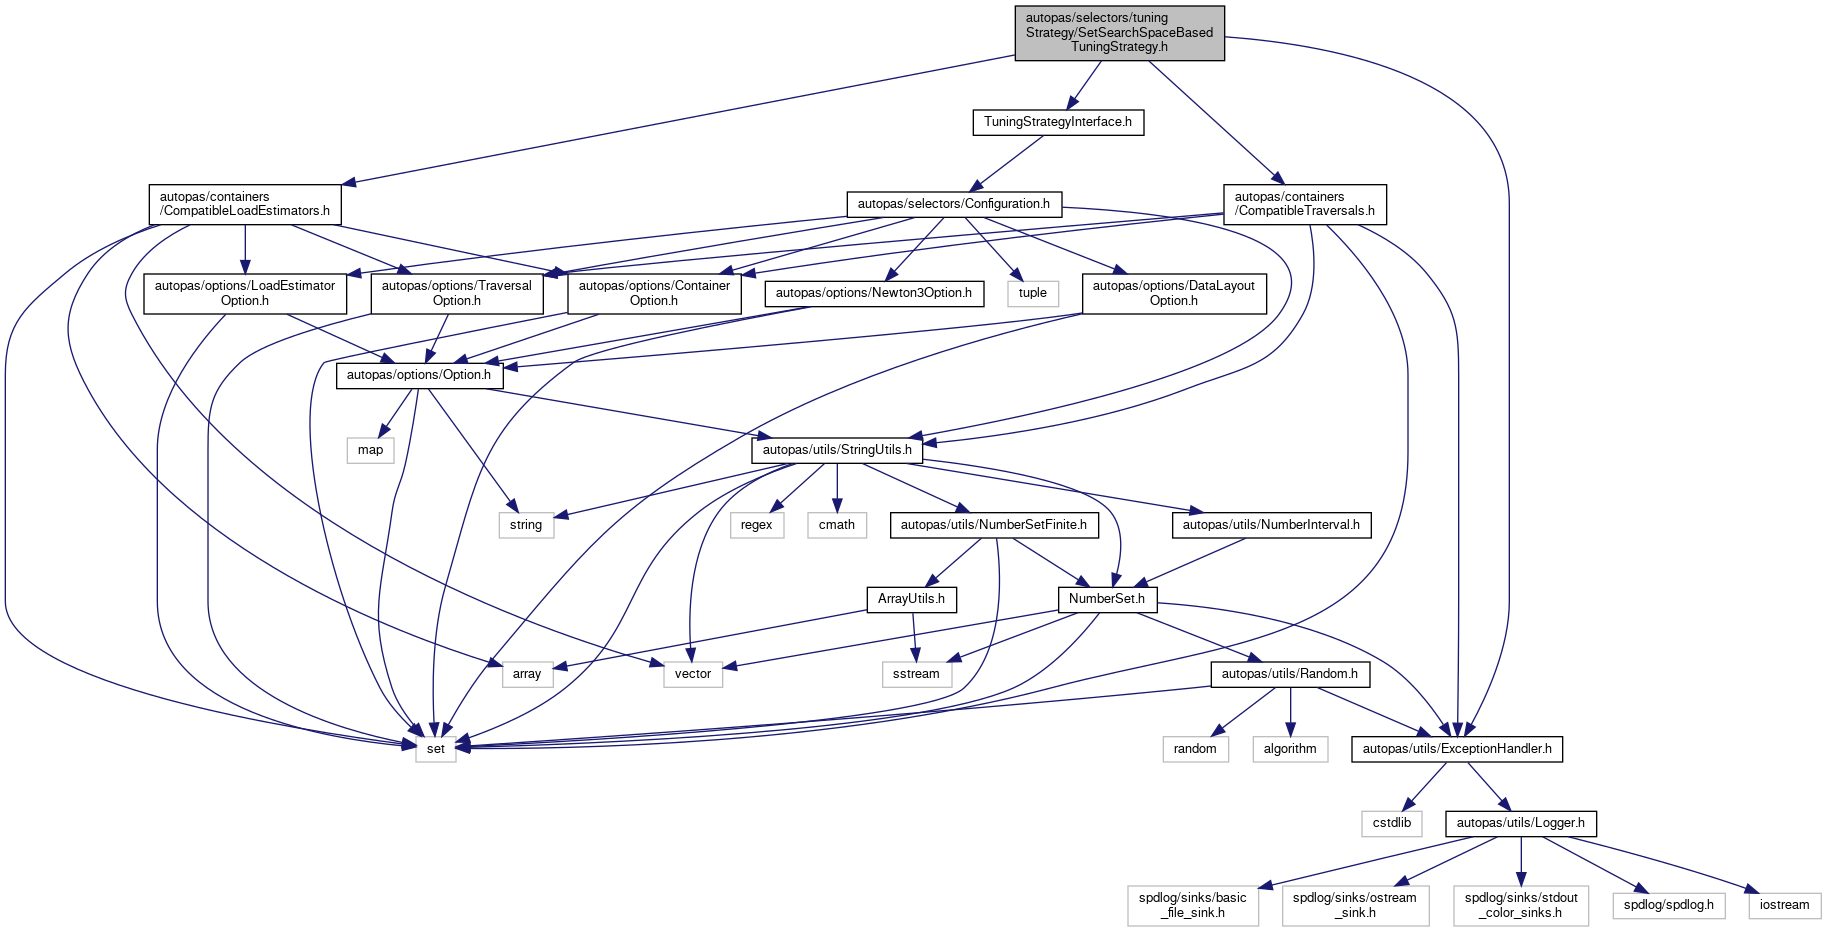 autopas/selectors/tuning
Strategy/SetSearchSpaceBased
TuningStrategy.h
TuningStrategyInterface.h
autopas/containers
/CompatibleLoadEstimators.h
autopas/selectors/Configuration.h
autopas/containers
/CompatibleTraversals.h
autopas/options/LoadEstimator
Option.h
autopas/options/Traversal
Option.h
autopas/options/Container
Option.h
autopas/options/Newton3Option.h
tuple
autopas/options/DataLayout
Option.h
autopas/options/Option.h
map
autopas/utils/StringUtils.h
string
regex
cmath
autopas/utils/NumberSetFinite.h
autopas/utils/NumberInterval.h
ArrayUtils.h
NumberSet.h
array
vector
sstream
autopas/utils/Random.h
set
random
algorithm
autopas/utils/ExceptionHandler.h
cstdlib
autopas/utils/Logger.h
spdlog/sinks/basic
_file_sink.h
spdlog/sinks/ostream
_sink.h
spdlog/sinks/stdout
_color_sinks.h
spdlog/spdlog.h
iostream